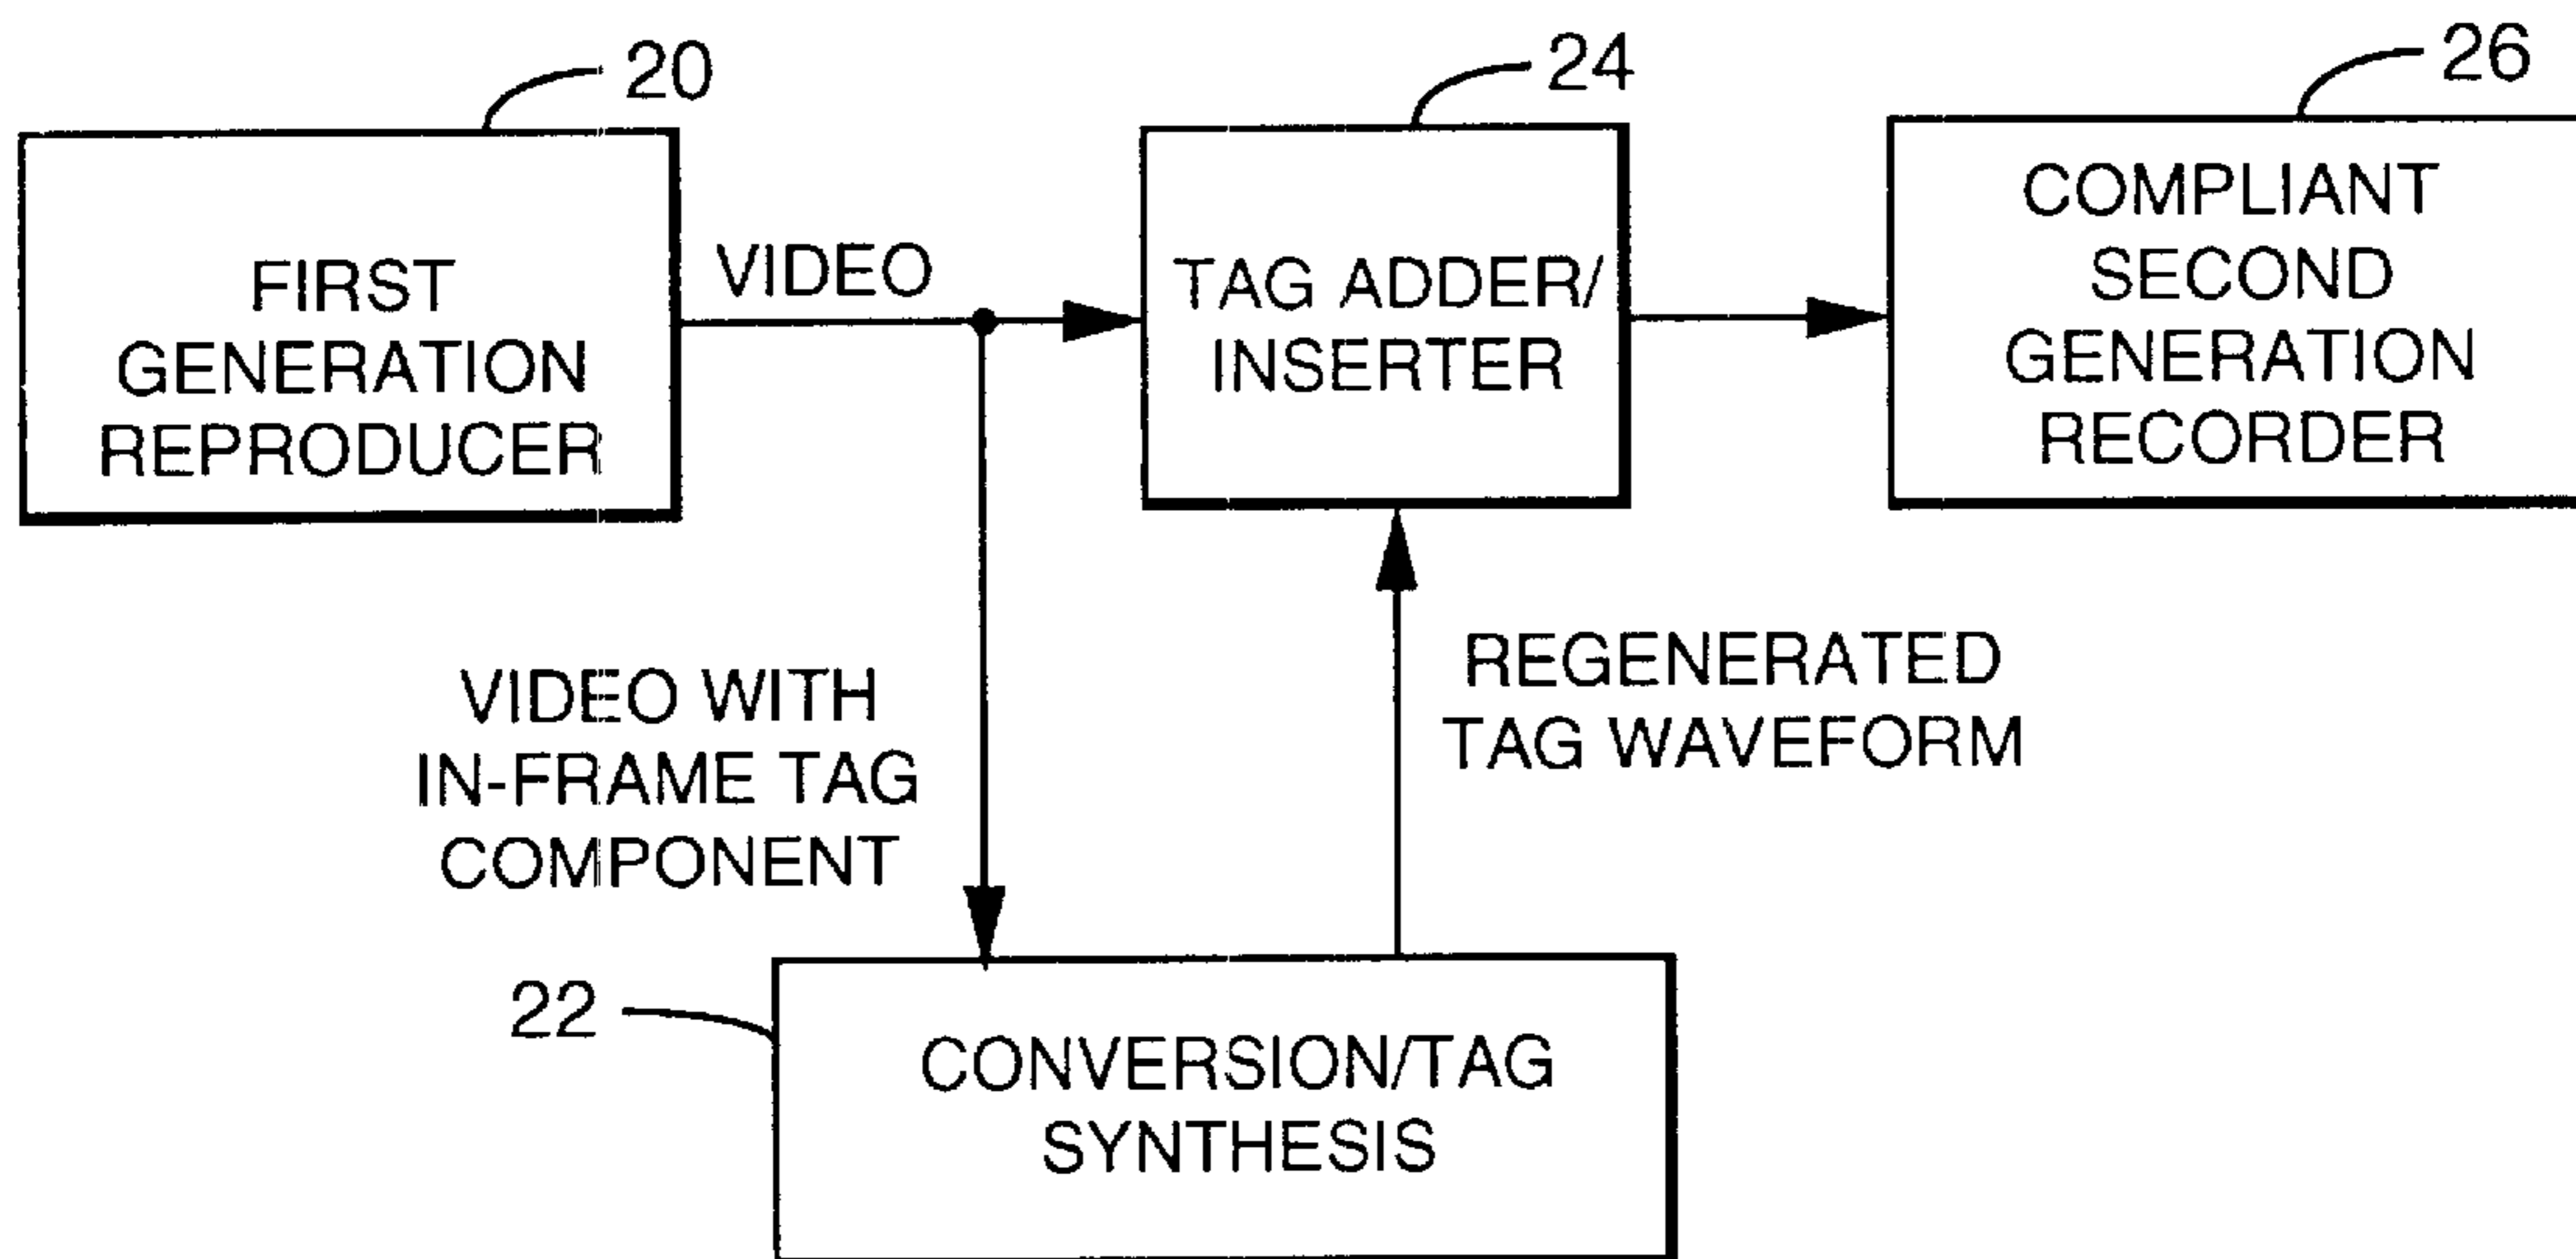 20
FIRST
GENERATION
REPRODUCER
VIDEO
24
TAG ADDER/
INSERTER
26
COMPLIANT
SECOND
GENERATION
RECORDER
VIDEO WITH
IN-FRAME TAG
COMPONENT
REGENERATED
TAG WAVEFORM
22
CONVERSION/TAG
SYNTHESIS